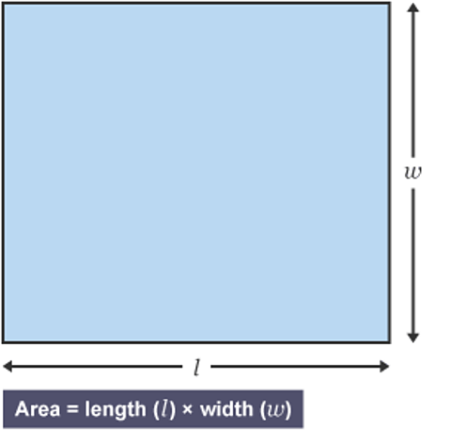 w
l
Area = length (l) × width (w)